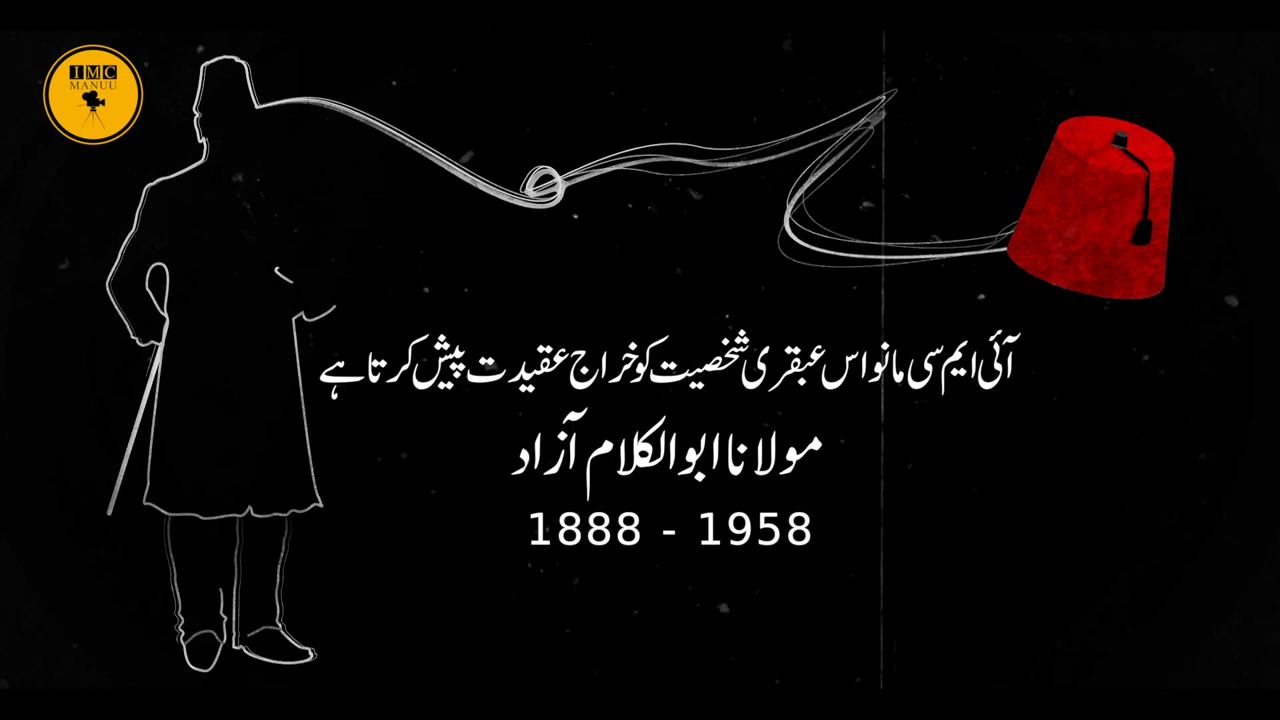 IMC
MANUU
آئی ایم سی مانو اس عبقری شخصیت کو خراج عقیدت پیش کرتا ہے
مولانا ابوالکلام آزاد
1888 - 1958